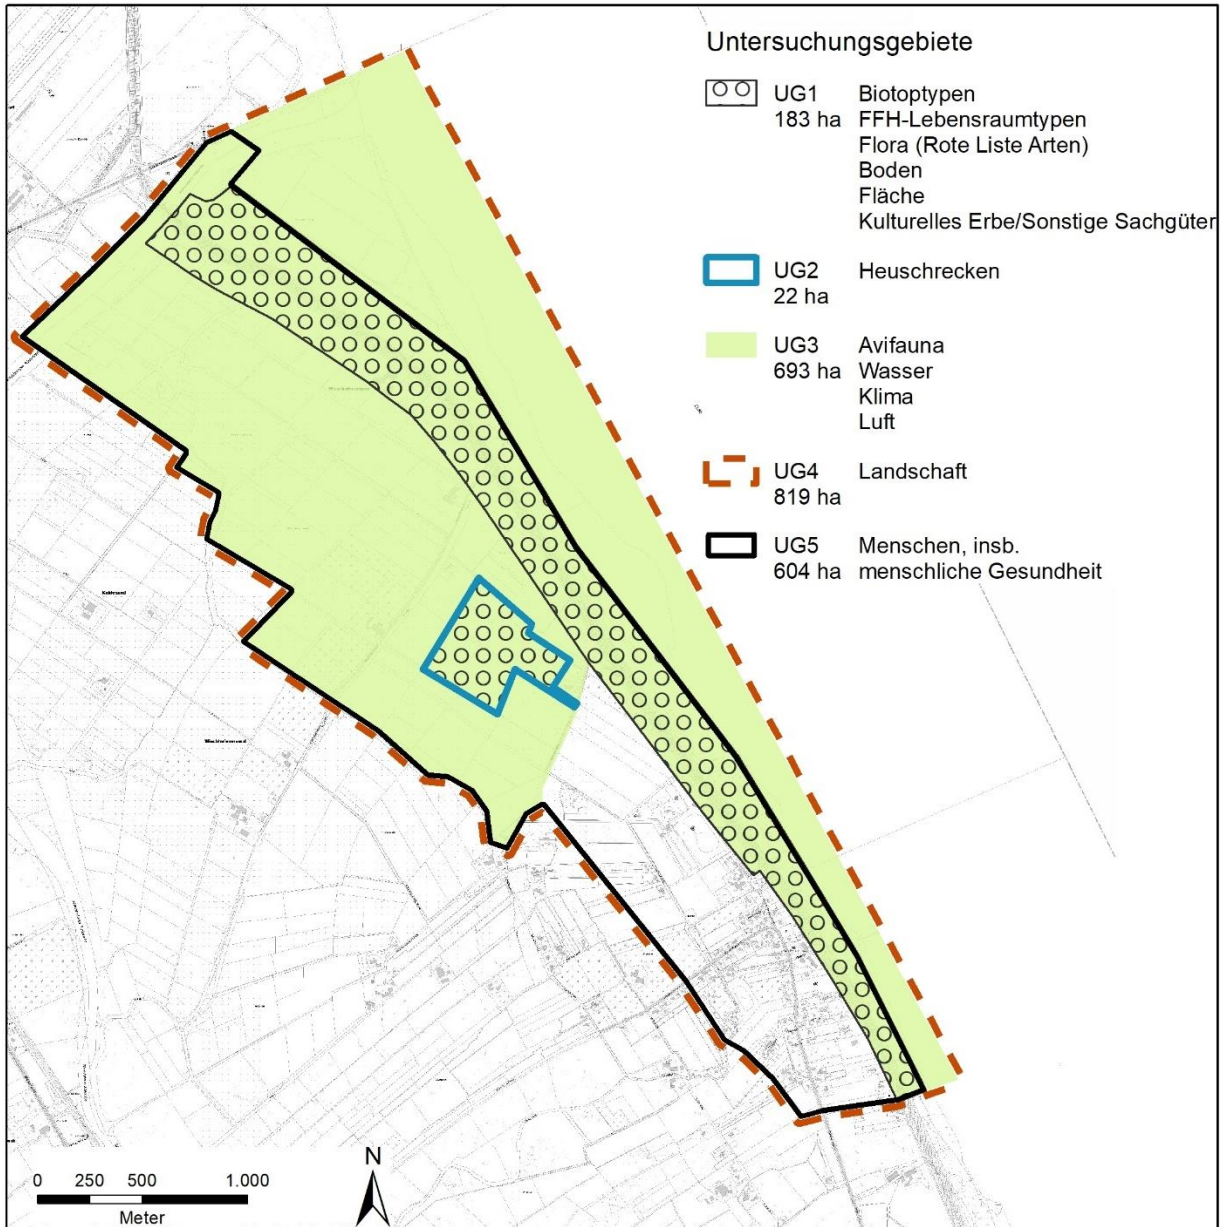 Untersuchungsgebiete
UG1 Biotoptypen
183 ha FFH-Lebensraumtypen
Flora (Rote Liste Arten)
Boden
Fläche
Kulturelles Erbe/Sonstige Sachgüter
UG2 Heuschrecken
22 ha
UG3 Avifauna
693 ha Wasser
Klima
Luft
UG4 Landschaft
819 ha
UG5 Menschen, insb.
604 ha menschliche Gesundheit
N
0 250 500 1.000
Meter